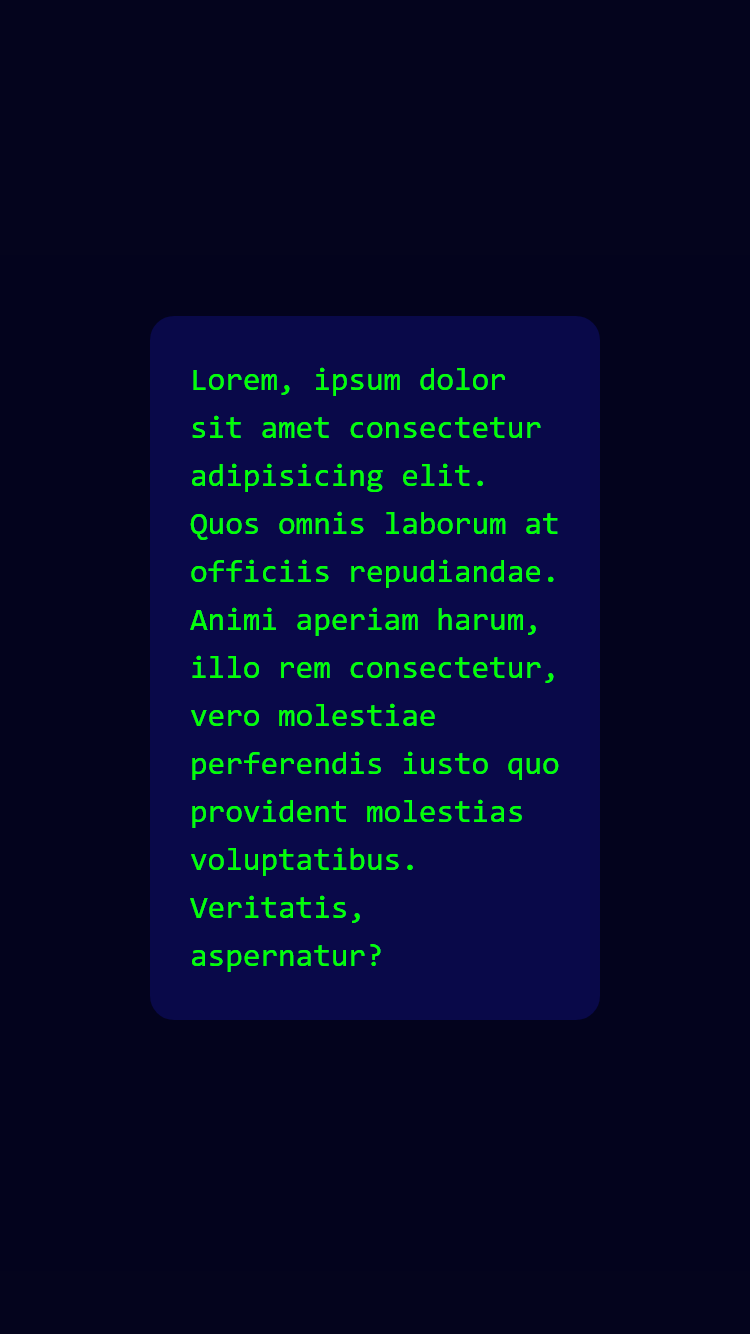 Lorem, ipsum dolor
sit amet consectetur
adipisicing elit.
Quos omnis laborum at
officiis repudiandae.
Animi aperiam harum,
illo rem consectetur,
vero molestiae
perferendis iusto quo
provident molestias
voluptatibus.
Veritatis,
aspernatur?